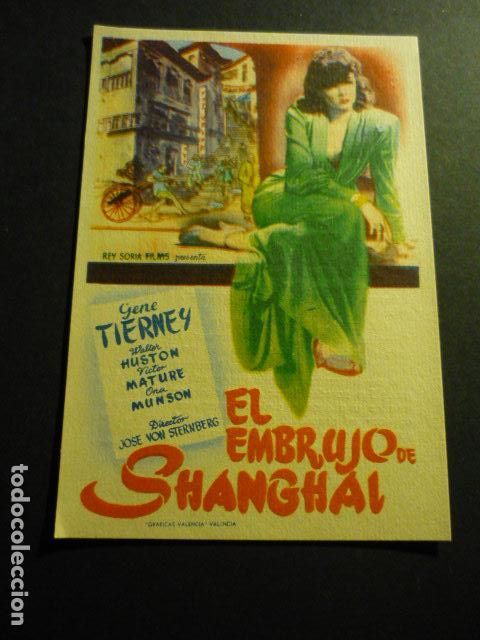 REY SORIA FILMS presenta
Gene
TIERNEY
Walter
HUSTON
Victor
MATURE
Ona
MUNSON
Director
JOSE VON STERNBERG
EL
EMBRUJO DE
SHANGHAI
"GRAFICAS VALENCIA" VALENCIA
todocoleccion.net